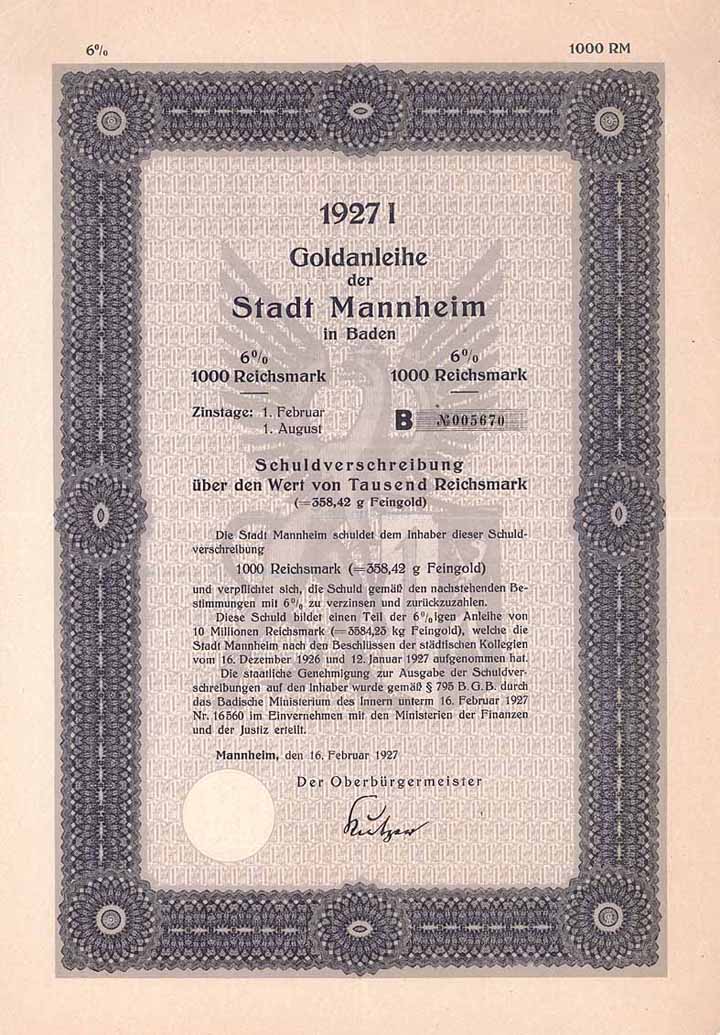 6% 1000 RM
1927 I
Goldanleihe
der
Stadt Mannheim
in Baden
6% 6%
1000 Reichsmark 1000 Reichsmark
Zinstage: 1. Februar
1. August
B № 005670
Schuldverschreibung
über den Wert von Tausend Reichsmark
(=358,42 g Feingold)
Die Stadt Mannheim schuldet dem Inhaber dieser Schuld-
verschreibung
1000 Reichsmark (=358,42 g Feingold)
und verpflichtet sich, die Schuld gemäß den nachstehenden Be-
stimmungen mit 6% zu verzinsen und zurückzuzahlen.
Diese Schuld bildet einen Teil der 6%igen Anleihe von
10 Millionen Reichsmark (=3584,23 kg Feingold), welche die
Stadt Mannheim nach den Beschlüssen der städtischen Kollegien
vom 16. Dezember 1926 und 12. Januar 1927 aufgenommen hat.
Die staatliche Genehmigung zur Ausgabe der Schuldver-
schreibungen auf den Inhaber wurde gemäß § 795 B.G.B. durch
das Badische Ministerium des Innern unterm 16. Februar 1927
Nr. 16560 im Einvernehmen mit den Ministerien der Finanzen
und der Justiz erteilt.
Mannheim, den 16. Februar 1927
Der Oberbürgermeister
Kutzer